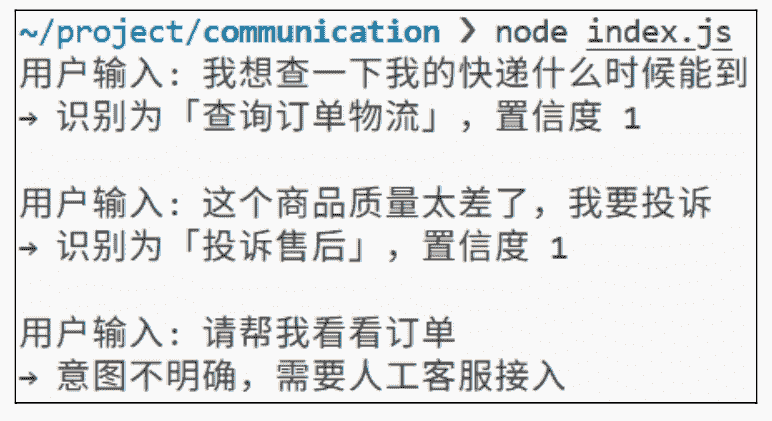 ~/project/communication ❯ node index.js
用户输入: 我想查一下我的快递什么时候能到
→ 识别为「查询订单物流」, 置信度 1
用户输入: 这个商品质量太差了, 我要投诉
→ 识别为「投诉售后」, 置信度 1
用户输入: 请帮我看看订单
→ 意图不明确, 需要人工客服接入